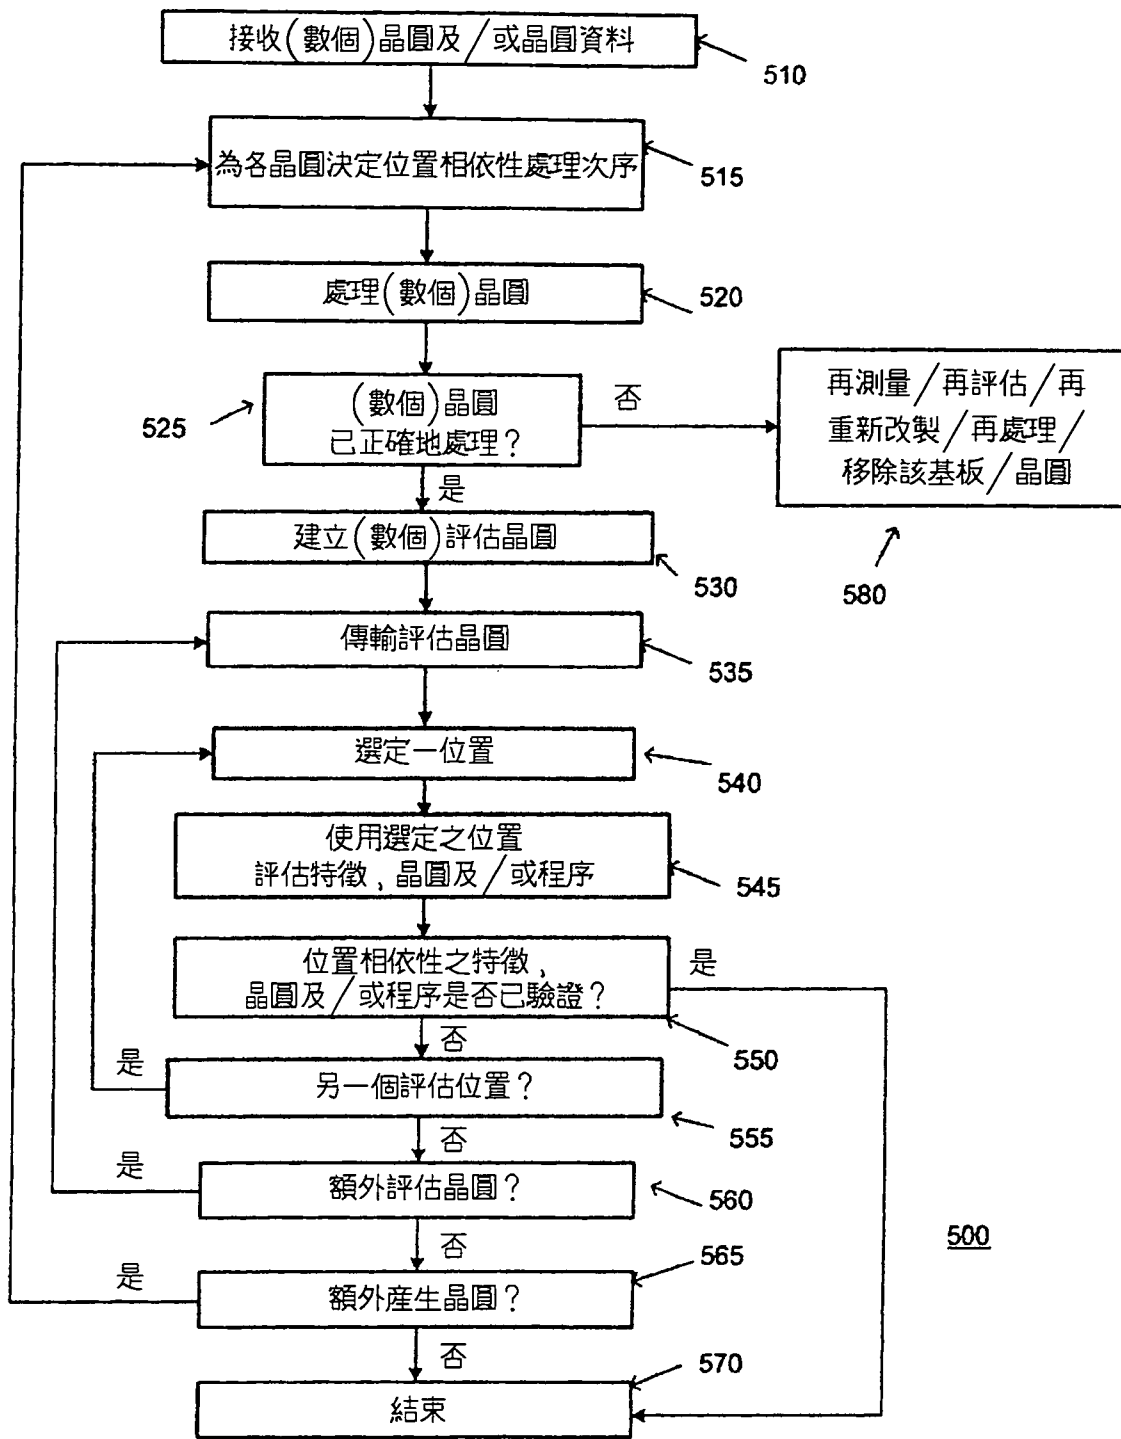 接收(數個)晶圓及/或晶圓資料
510
為各晶圓決定位置相依性處理次序
515
處理(數個)晶圓
520
(數個)晶圓
已正確地處理?
525
否
再測量/再評估/再
重新改製/再處理/
移除該基板/晶圓
580
是
建立(數個)評估晶圓
530
傳輸評估晶圓
535
選定一位置
540
使用選定之位置
評估特徵、晶圓及/或程序
545
位置相依性之特徵、
晶圓及/或程序是否已驗證?
是
550
否
另一個評估位置?
是
555
否
額外評估晶圓?
是
560
否
額外產生晶圓?
是
565
500
否
結束
570